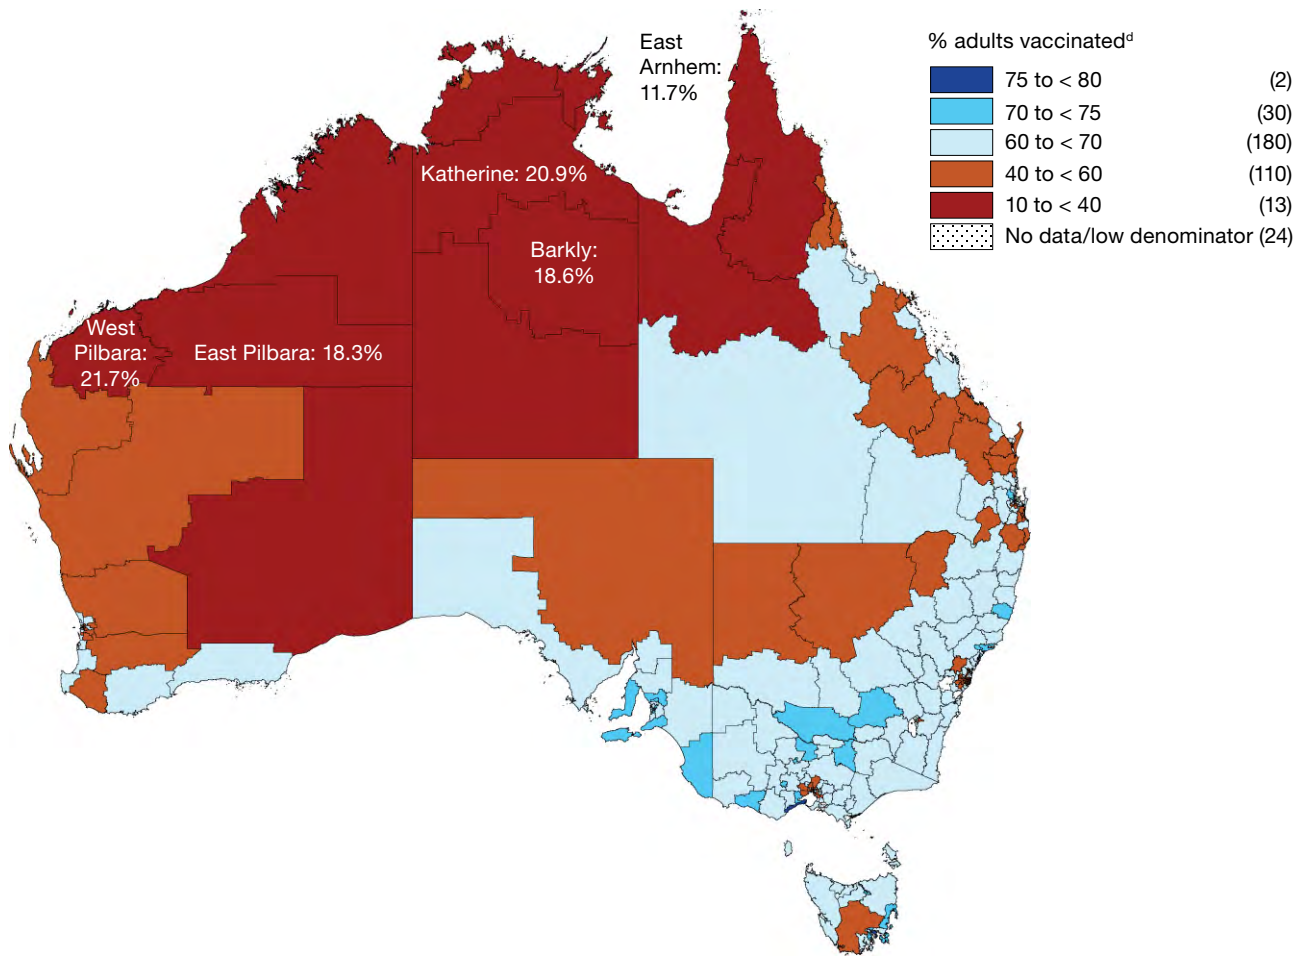 East
Arnhem:
11.7%
% adults vaccinatedᵈ
75 to < 80 (2)
70 to < 75 (30)
60 to < 70 (180)
40 to < 60 (110)
10 to < 40 (13)
No data/low denominator (24)
Katherine: 20.9%
Barkly:
18.6%
West
Pilbara:
21.7%
East Pilbara: 18.3%